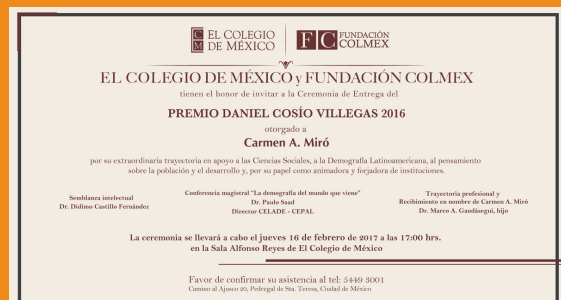 EL COLEGIO
DE MÉXICO
FC FUNDACIÓN
COLMEX
EL COLEGIO DE MÉXICO y FUNDACIÓN COLMEX
tienen el honor de invitar a la Ceremonia de Entrega del
PREMIO DANIEL COSÍO VILLEGAS 2016
otorgado a
Carmen A. Miró
por su extraordinaria trayectoria en apoyo a las Ciencias Sociales, a la Demografía Latinoamericana, al pensamiento
sobre la población y el desarrollo y, por su papel como animadora y forjadora de instituciones.
Semblanza intelectual
Dr. Dídimo Castillo Fernández
Conferencia magistral "La demografía del mundo que viene"
Dr. Paulo Saad
Director CELADE - CEPAL
Trayectoria profesional y
Recibimiento en nombre de Carmen A. Miró
Dr. Marco A. Gandásegui, hijo
La ceremonia se llevará a cabo el jueves 16 de febrero de 2017 a las 17:00 hrs.
en la Sala Alfonso Reyes de El Colegio de México
Favor de confirmar su asistencia al tel: 5449 3001
Camino al Ajusco 20, Pedregal de Sta. Teresa, Ciudad de México